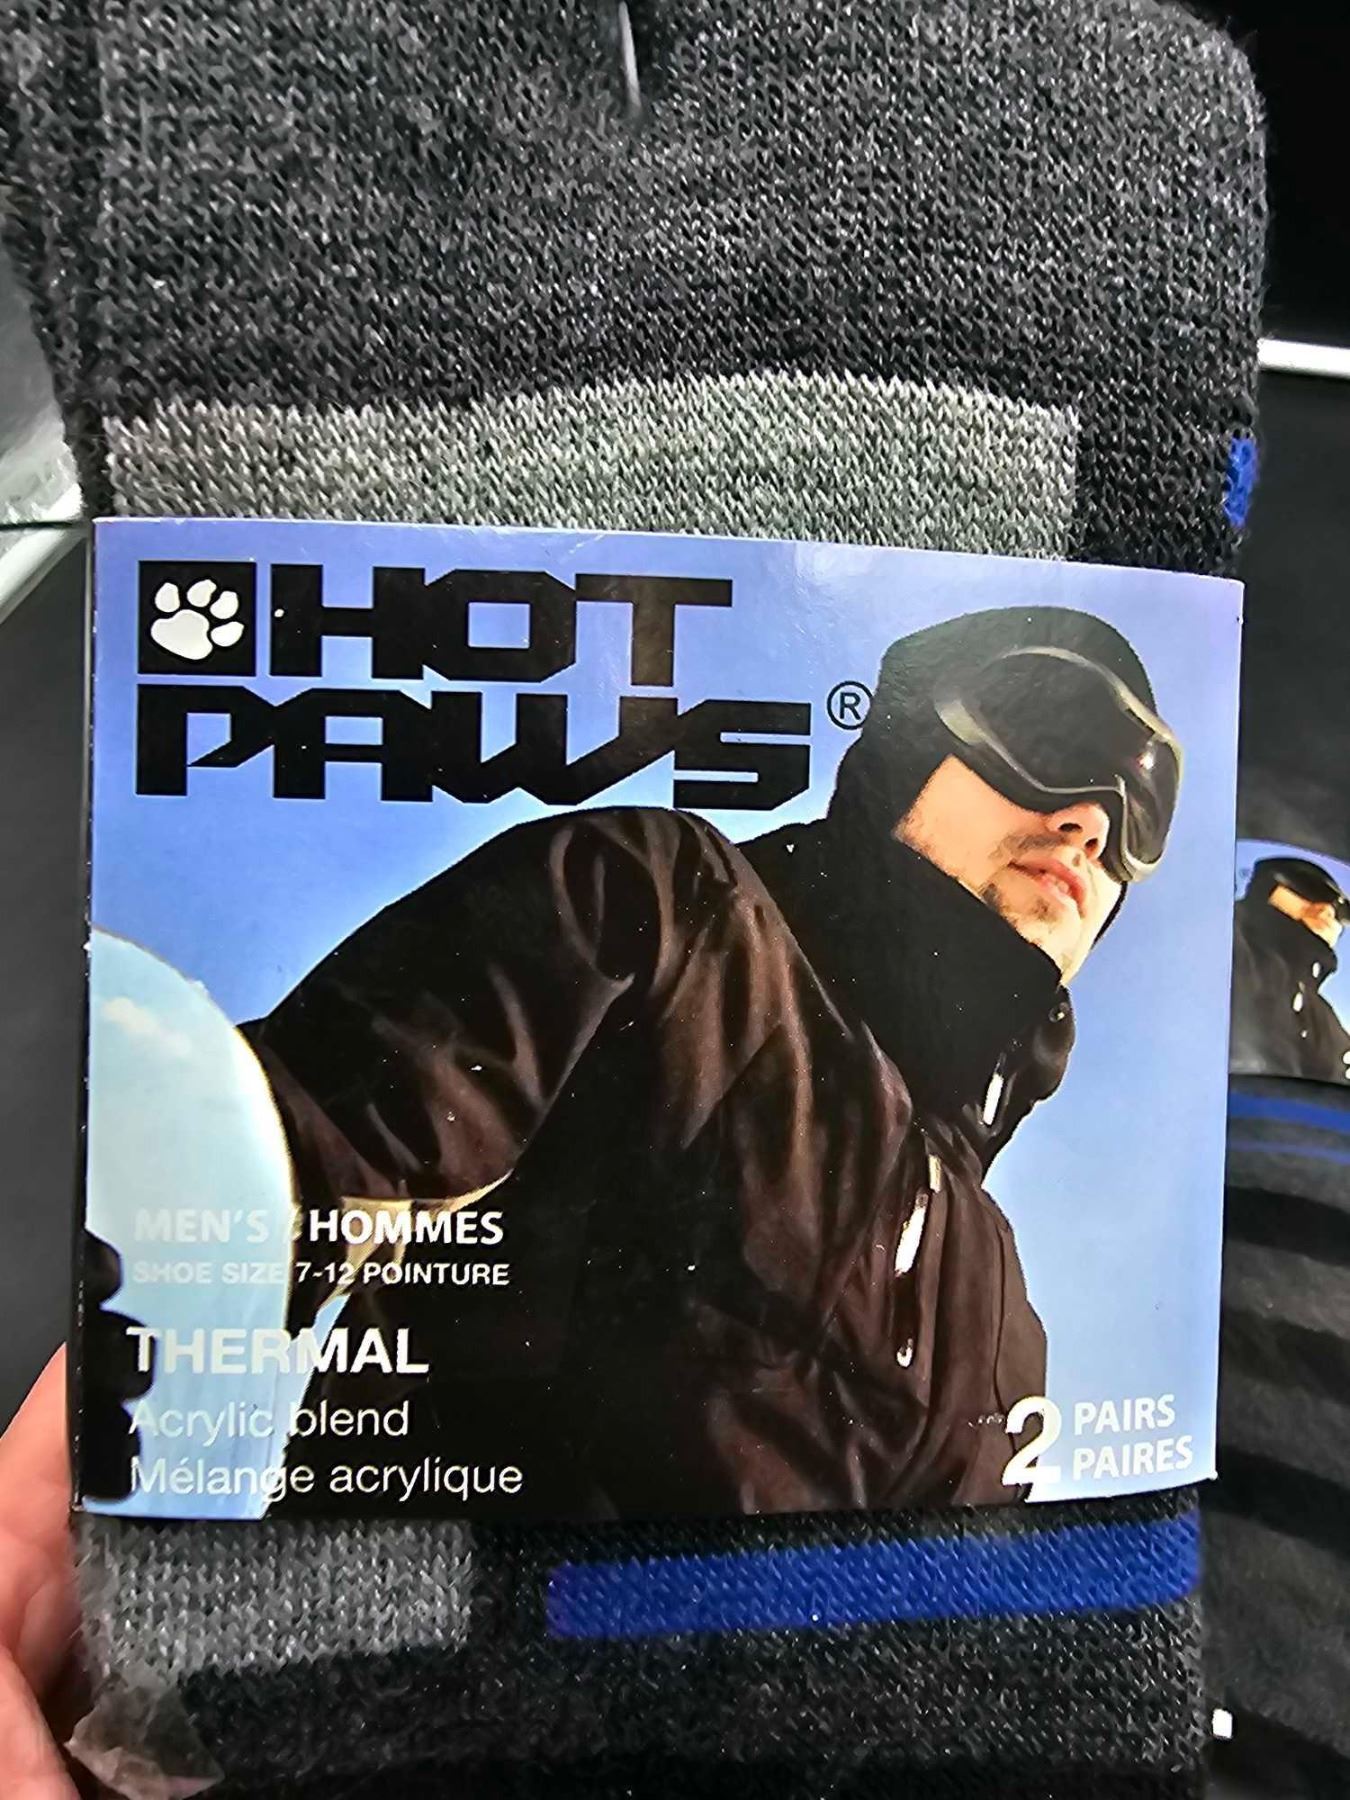 HOT
PAWS®
MEN'S / HOMMES
SHOE SIZE 7-12 POINTURE
THERMAL
Acrylic blend
Mélange acrylique
2 PAIRS
PAIRES